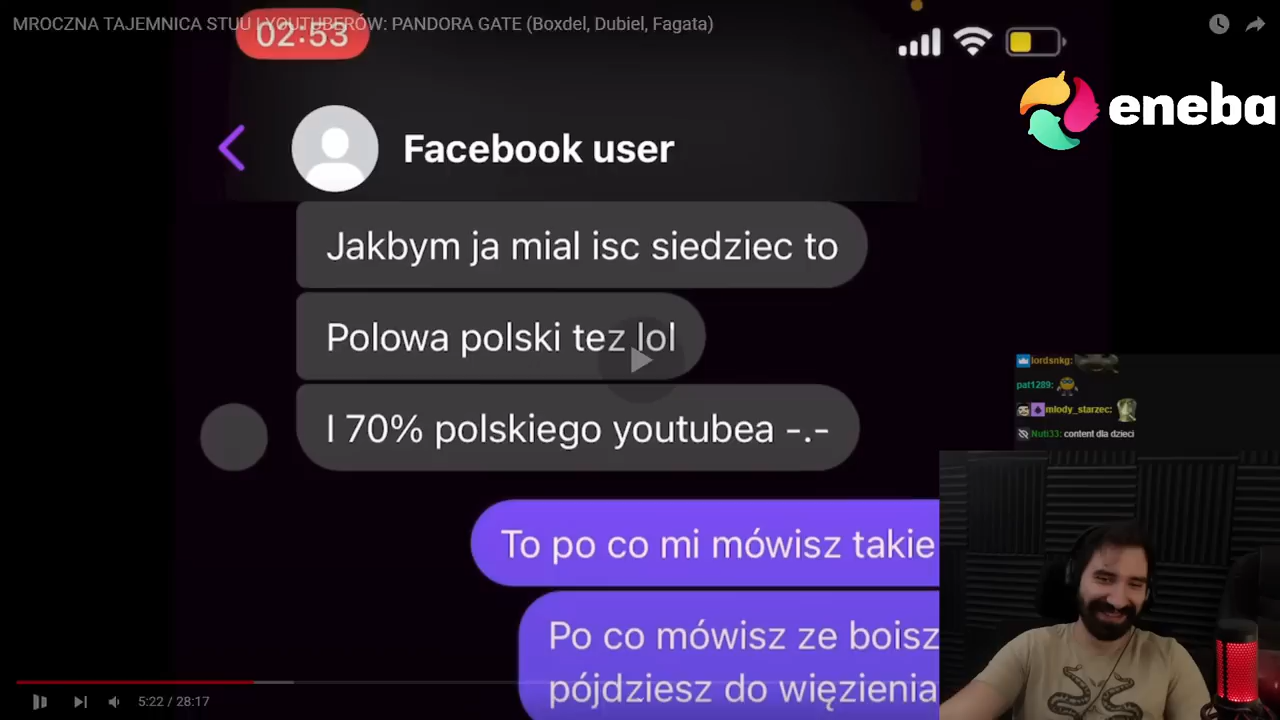 MROCZNA TAJEMNICA STUU I YOUTUBERÓW: PANDORA GATE (Boxdel, Dubiel, Fagata)
02:53
eneba
Facebook user
Jakbym ja mial isc siedziec to
Polowa polski tez lol
I 70% polskiego youtubea -.-
lordsnkg:
pat1289:
mlody_starzec:
Nuti33: content dla dzieci
To po co mi mówisz takie
Po co mówisz ze boisz
pójdziesz do więzienia
5:22 / 28:17